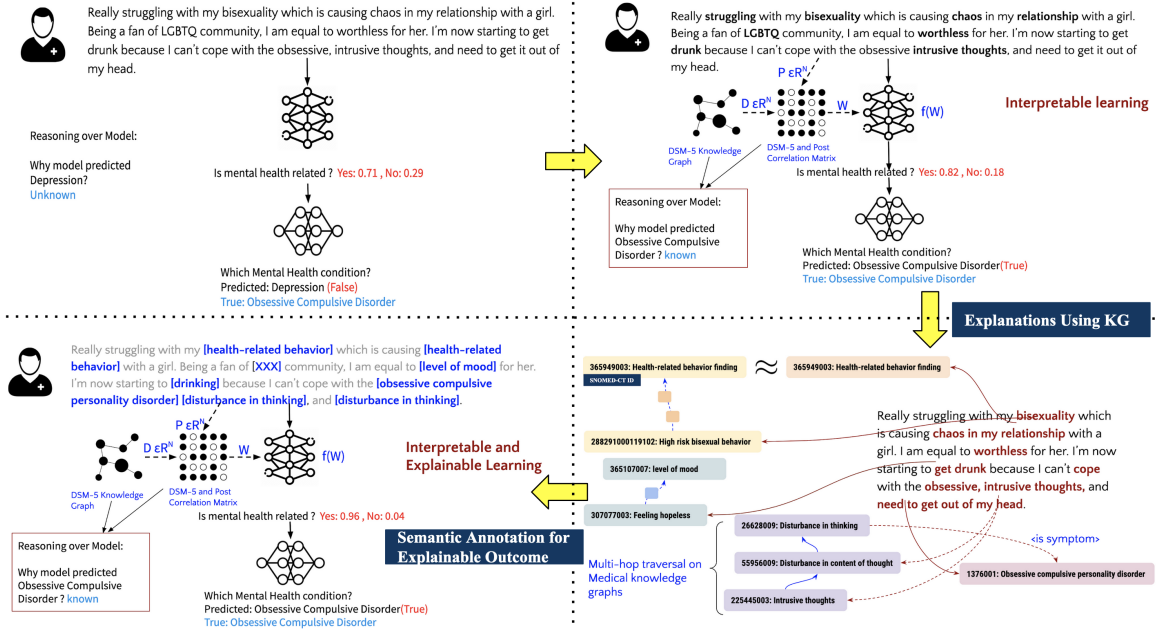 Really struggling with my bisexuality which is causing chaos in my relationship with a girl.
Being a fan of LGBTQ community, I am equal to worthless for her. I'm now starting to get
drunk because I can't cope with the obsessive, intrusive thoughts, and need to get it out of
my head.
Reasoning over Model:
Why model predicted
Depression?
Unknown
Is mental health related ? Yes: 0.71 , No: 0.29
Which Mental Health condition?
Predicted: Depression (False)
True: Obsessive Compulsive Disorder
Really struggling with my bisexuality which is causing chaos in my relationship with a girl.
Being a fan of LGBTQ community, I am equal to worthless for her. I'm now starting to get
drunk because I can't cope with the obsessive intrusive thoughts, and need to get it out of
my head.
P εR^N
D εR^N
W
f(W)
Interpretable learning
DSM-5 Knowledge
Graph
DSM-5 and Post
Correlation Matrix
Is mental health related ? Yes: 0.82 , No: 0.18
Reasoning over Model:
Why model predicted
Obsessive Compulsive
Disorder ? known
Which Mental Health condition?
Predicted: Obsessive Compulsive Disorder(True)
True: Obsessive Compulsive Disorder
Explanations Using KG
Really struggling with my [health-related behavior] which is causing [health-related
behavior] with a girl. Being a fan of [XXX] community, I am equal to [level of mood] for her.
I'm now starting to [drinking] because I can't cope with the [obsessive compulsive
personality disorder] [disturbance in thinking], and [disturbance in thinking].
P εR^N
D εR^N
W
f(W)
Interpretable and
Explainable Learning
DSM-5 Knowledge
Graph
DSM-5 and Post
Correlation Matrix
Is mental health related ? Yes: 0.96 , No: 0.04
Reasoning over Model:
Why model predicted
Obsessive Compulsive
Disorder ? known
Which Mental Health condition?
Predicted: Obsessive Compulsive Disorder(True)
True: Obsessive Compulsive Disorder
Semantic Annotation for
Explainable Outcome
365949003: Health-related behavior finding
SNOMED-CT ID
≈
365949003: Health-related behavior finding
288291000119102: High risk bisexual behavior
365107007: level of mood
307077003: Feeling hopeless
Really struggling with my bisexuality which
is causing chaos in my relationship with a
girl. I am equal to worthless for her. I'm now
starting to get drunk because I can't cope
with the obsessive, intrusive thoughts, and
need to get out of my head.
Multi-hop traversal on
Medical knowledge
graphs
26628009: Disturbance in thinking
55956009: Disturbance in content of thought
225445003: Intrusive thoughts
<is symptom>
1376001: Obsessive compulsive personality disorder